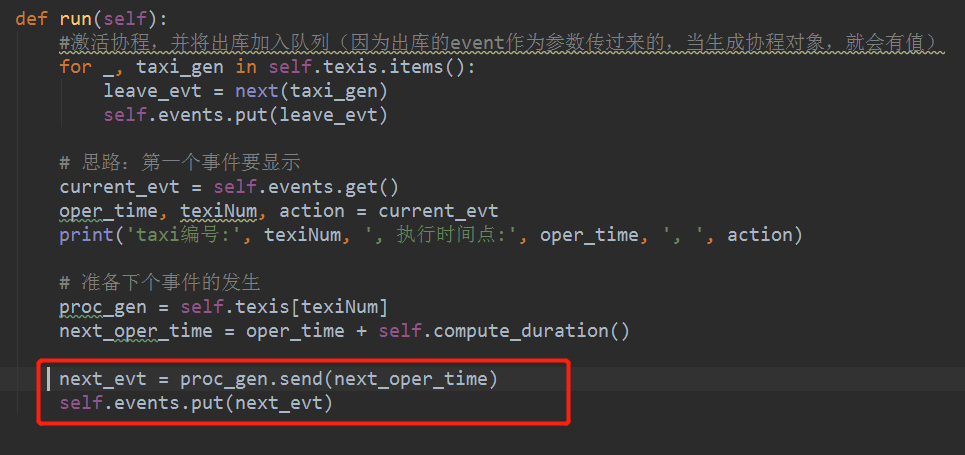 def run(self):
#激活协程，并将出库加入队列（因为出库的event作为参数传过来的，当生成协程对象，就会有值）
for _, taxi_gen in self.texis.items():
leave_evt = next(taxi_gen)
self.events.put(leave_evt)
# 思路：第一个事件要显示
current_evt = self.events.get()
oper_time, texiNum, action = current_evt
print('taxi编号:', texiNum, ', 执行时间点:', oper_time, ', ', action)
# 准备下个事件的发生
proc_gen = self.texis[texiNum]
next_oper_time = oper_time + self.compute_duration()
next_evt = proc_gen.send(next_oper_time)
self.events.put(next_evt)